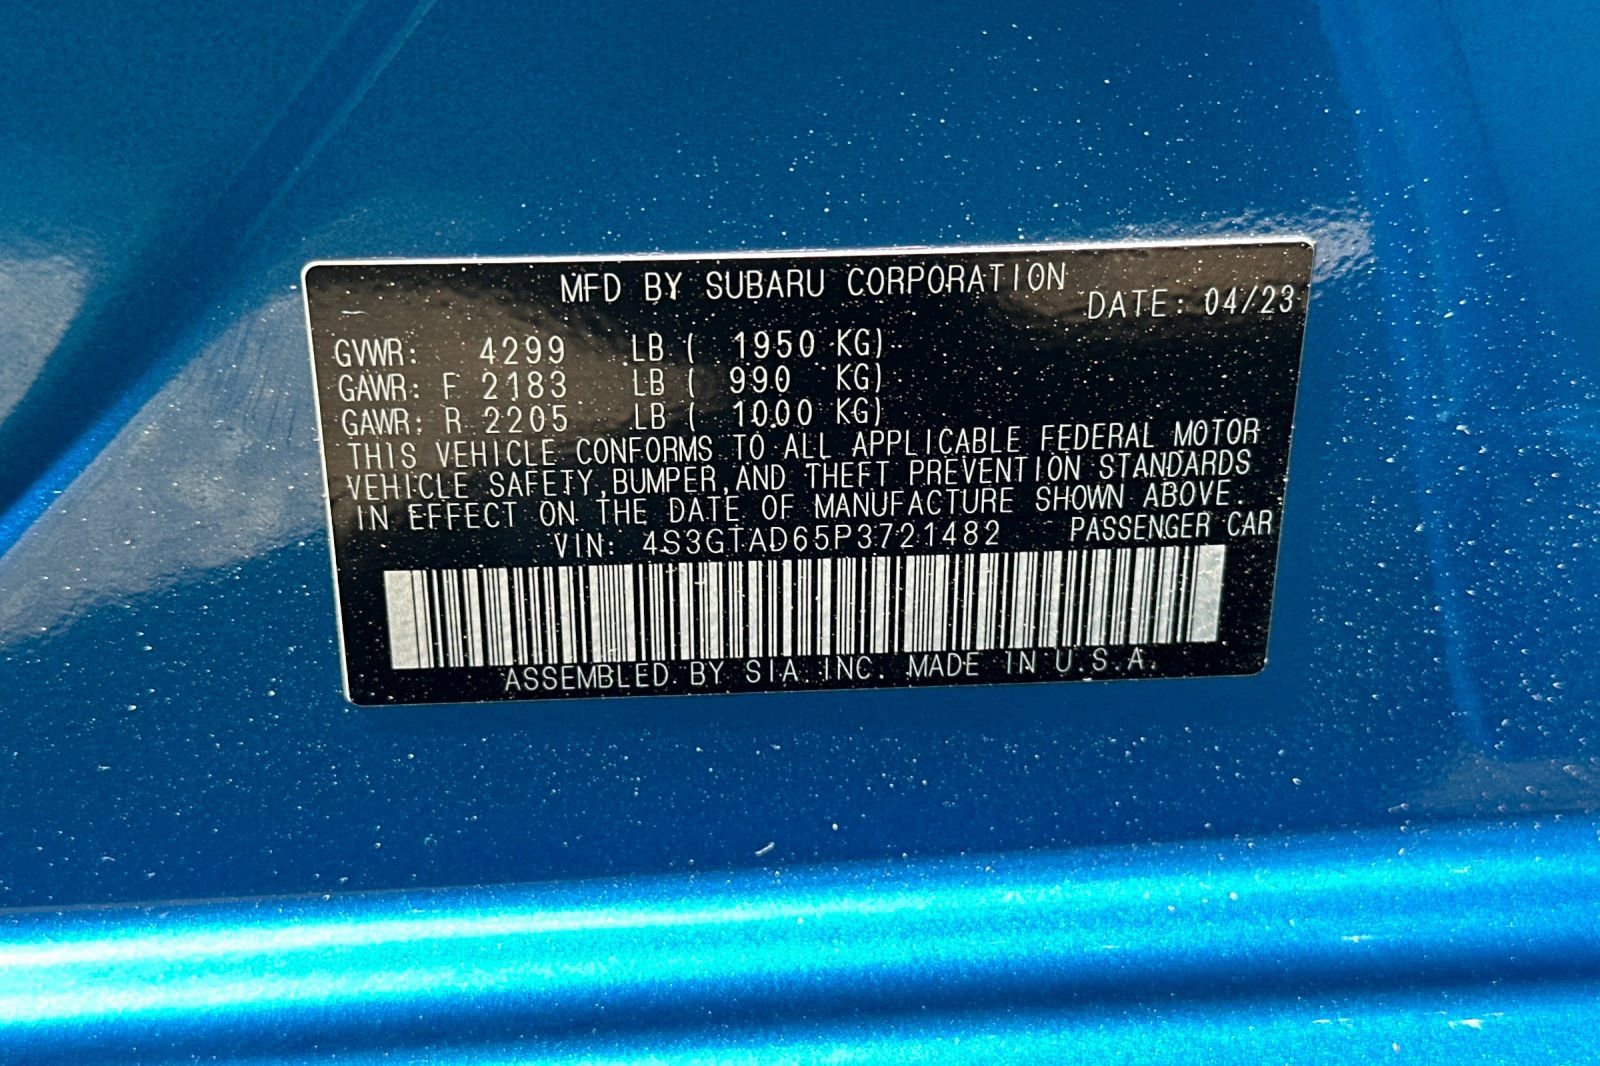 MFD BY SUBARU CORPORATION
DATE: 04/23
GVWR: 4299 LB ( 1950 KG)
GAWR: F 2183 LB ( 990 KG)
GAWR: R 2205 LB ( 1000 KG)
THIS VEHICLE CONFORMS TO ALL APPLICABLE FEDERAL MOTOR
VEHICLE SAFETY,BUMPER,AND THEFT PREVENTION STANDARDS
IN EFFECT ON THE DATE OF MANUFACTURE SHOWN ABOVE.
VIN: 4S3GTAD65P3721482 PASSENGER CAR
ASSEMBLED BY SIA INC. MADE IN U.S.A.